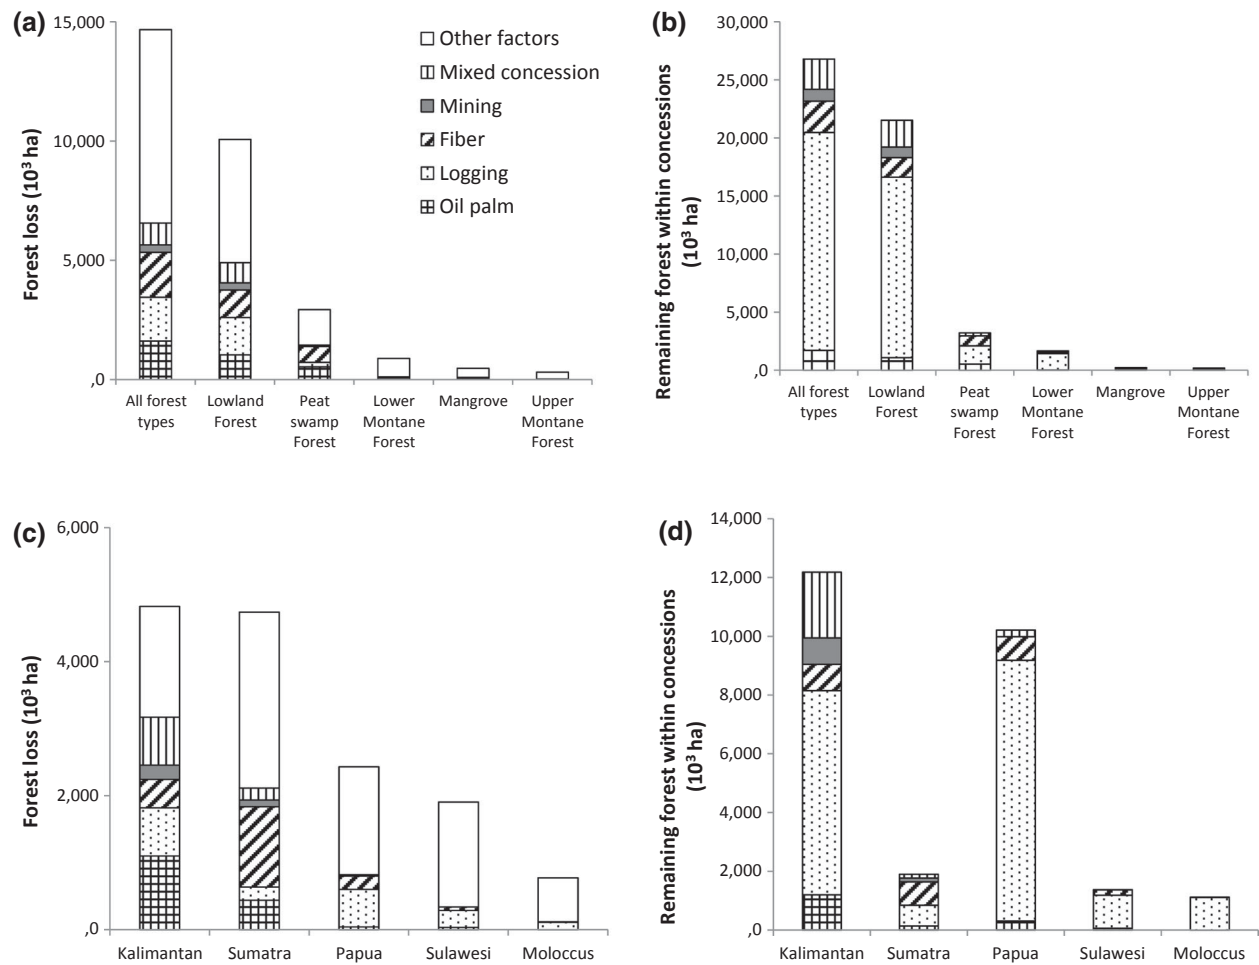 (a)
Forest loss (10³ ha)
15,000
10,000
5,000
,0
Other factors
Mixed concession
Mining
Fiber
Logging
Oil palm
All forest types
Lowland Forest
Peat swamp Forest
Lower Montane Forest
Mangrove
Upper Montane Forest
(b)
Remaining forest within concessions
(10³ ha)
30,000
25,000
20,000
15,000
10,000
5,000
,0
All forest types
Lowland Forest
Peat swamp Forest
Lower Montane Forest
Mangrove
Upper Montane Forest
(c)
Forest loss (10³ ha)
6,000
4,000
2,000
,0
Kalimantan
Sumatra
Papua
Sulawesi
Moloccus
(d)
Remaining forest within concessions
(10³ ha)
14,000
12,000
10,000
8,000
6,000
4,000
2,000
,0
Kalimantan
Sumatra
Papua
Sulawesi
Moloccus